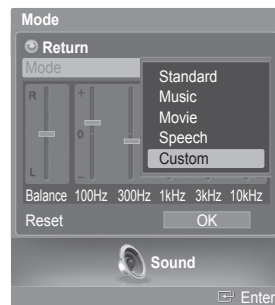 Mode
Return
Mode
Standard
Music
Movie
Speech
Custom
R
+
0
L
–
Balance 100Hz 300Hz 1kHz 3kHz 10kHz
Reset OK
Sound
Enter